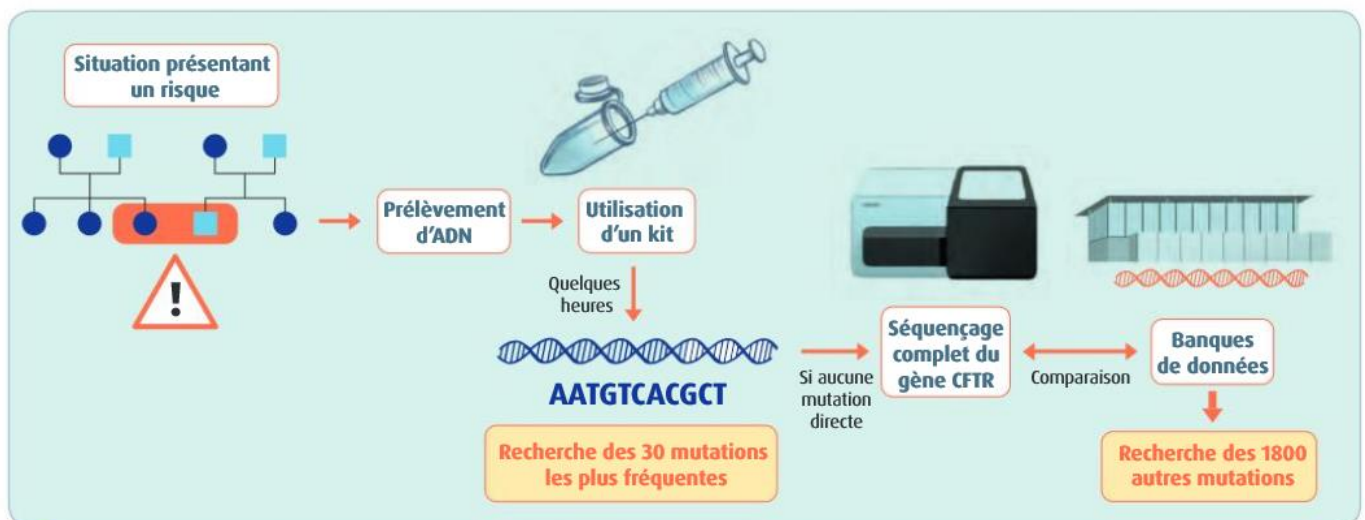 Situation présentant
un risque
!
Prélèvement
d'ADN
Utilisation
d'un kit
Quelques
heures
AATGTCACGCT
Recherche des 30 mutations
les plus fréquentes
Si aucune
mutation
directe
Séquençage
complet du
gène CFTR
Comparaison
Banques
de données
Recherche des 1800
autres mutations